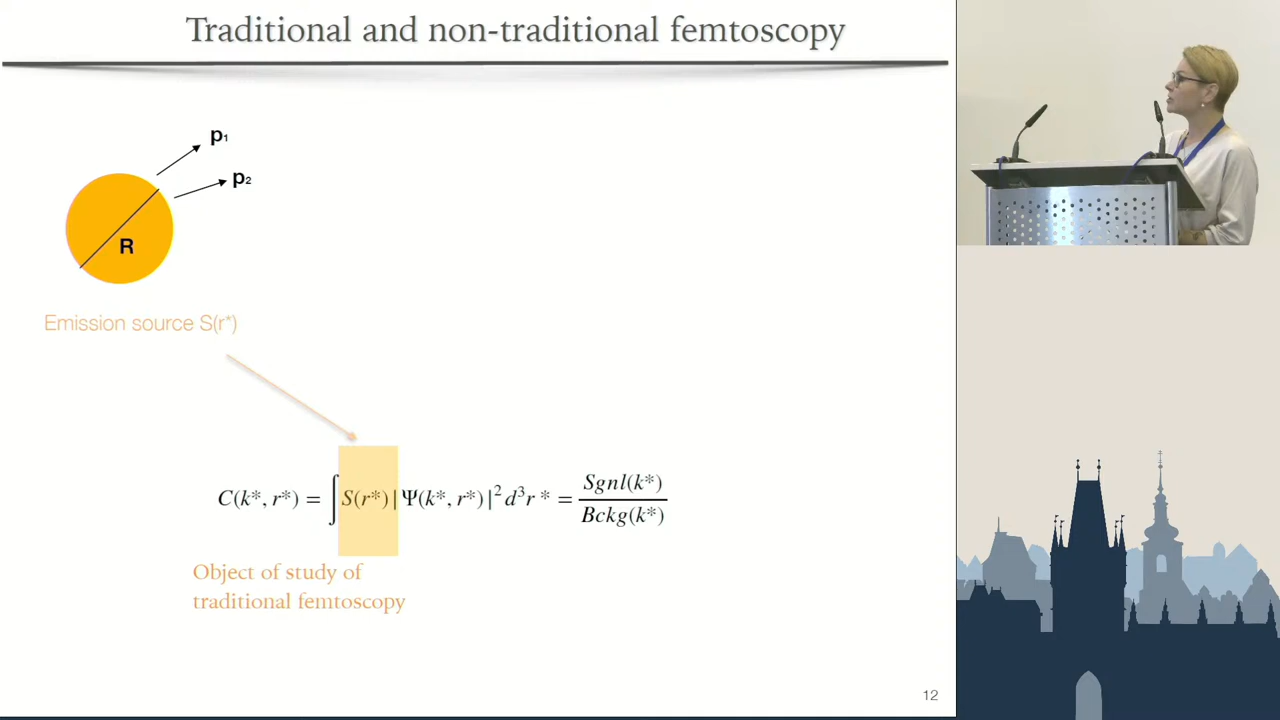 Traditional and non-traditional femtoscopy
p₁
p₂
R
Emission source S(r*)
C(k*, r*) = ∫ S(r*) | Ψ(k*, r*) |² d³r * = Sgnl(k*) / Bckg(k*)
Object of study of
traditional femtoscopy
12